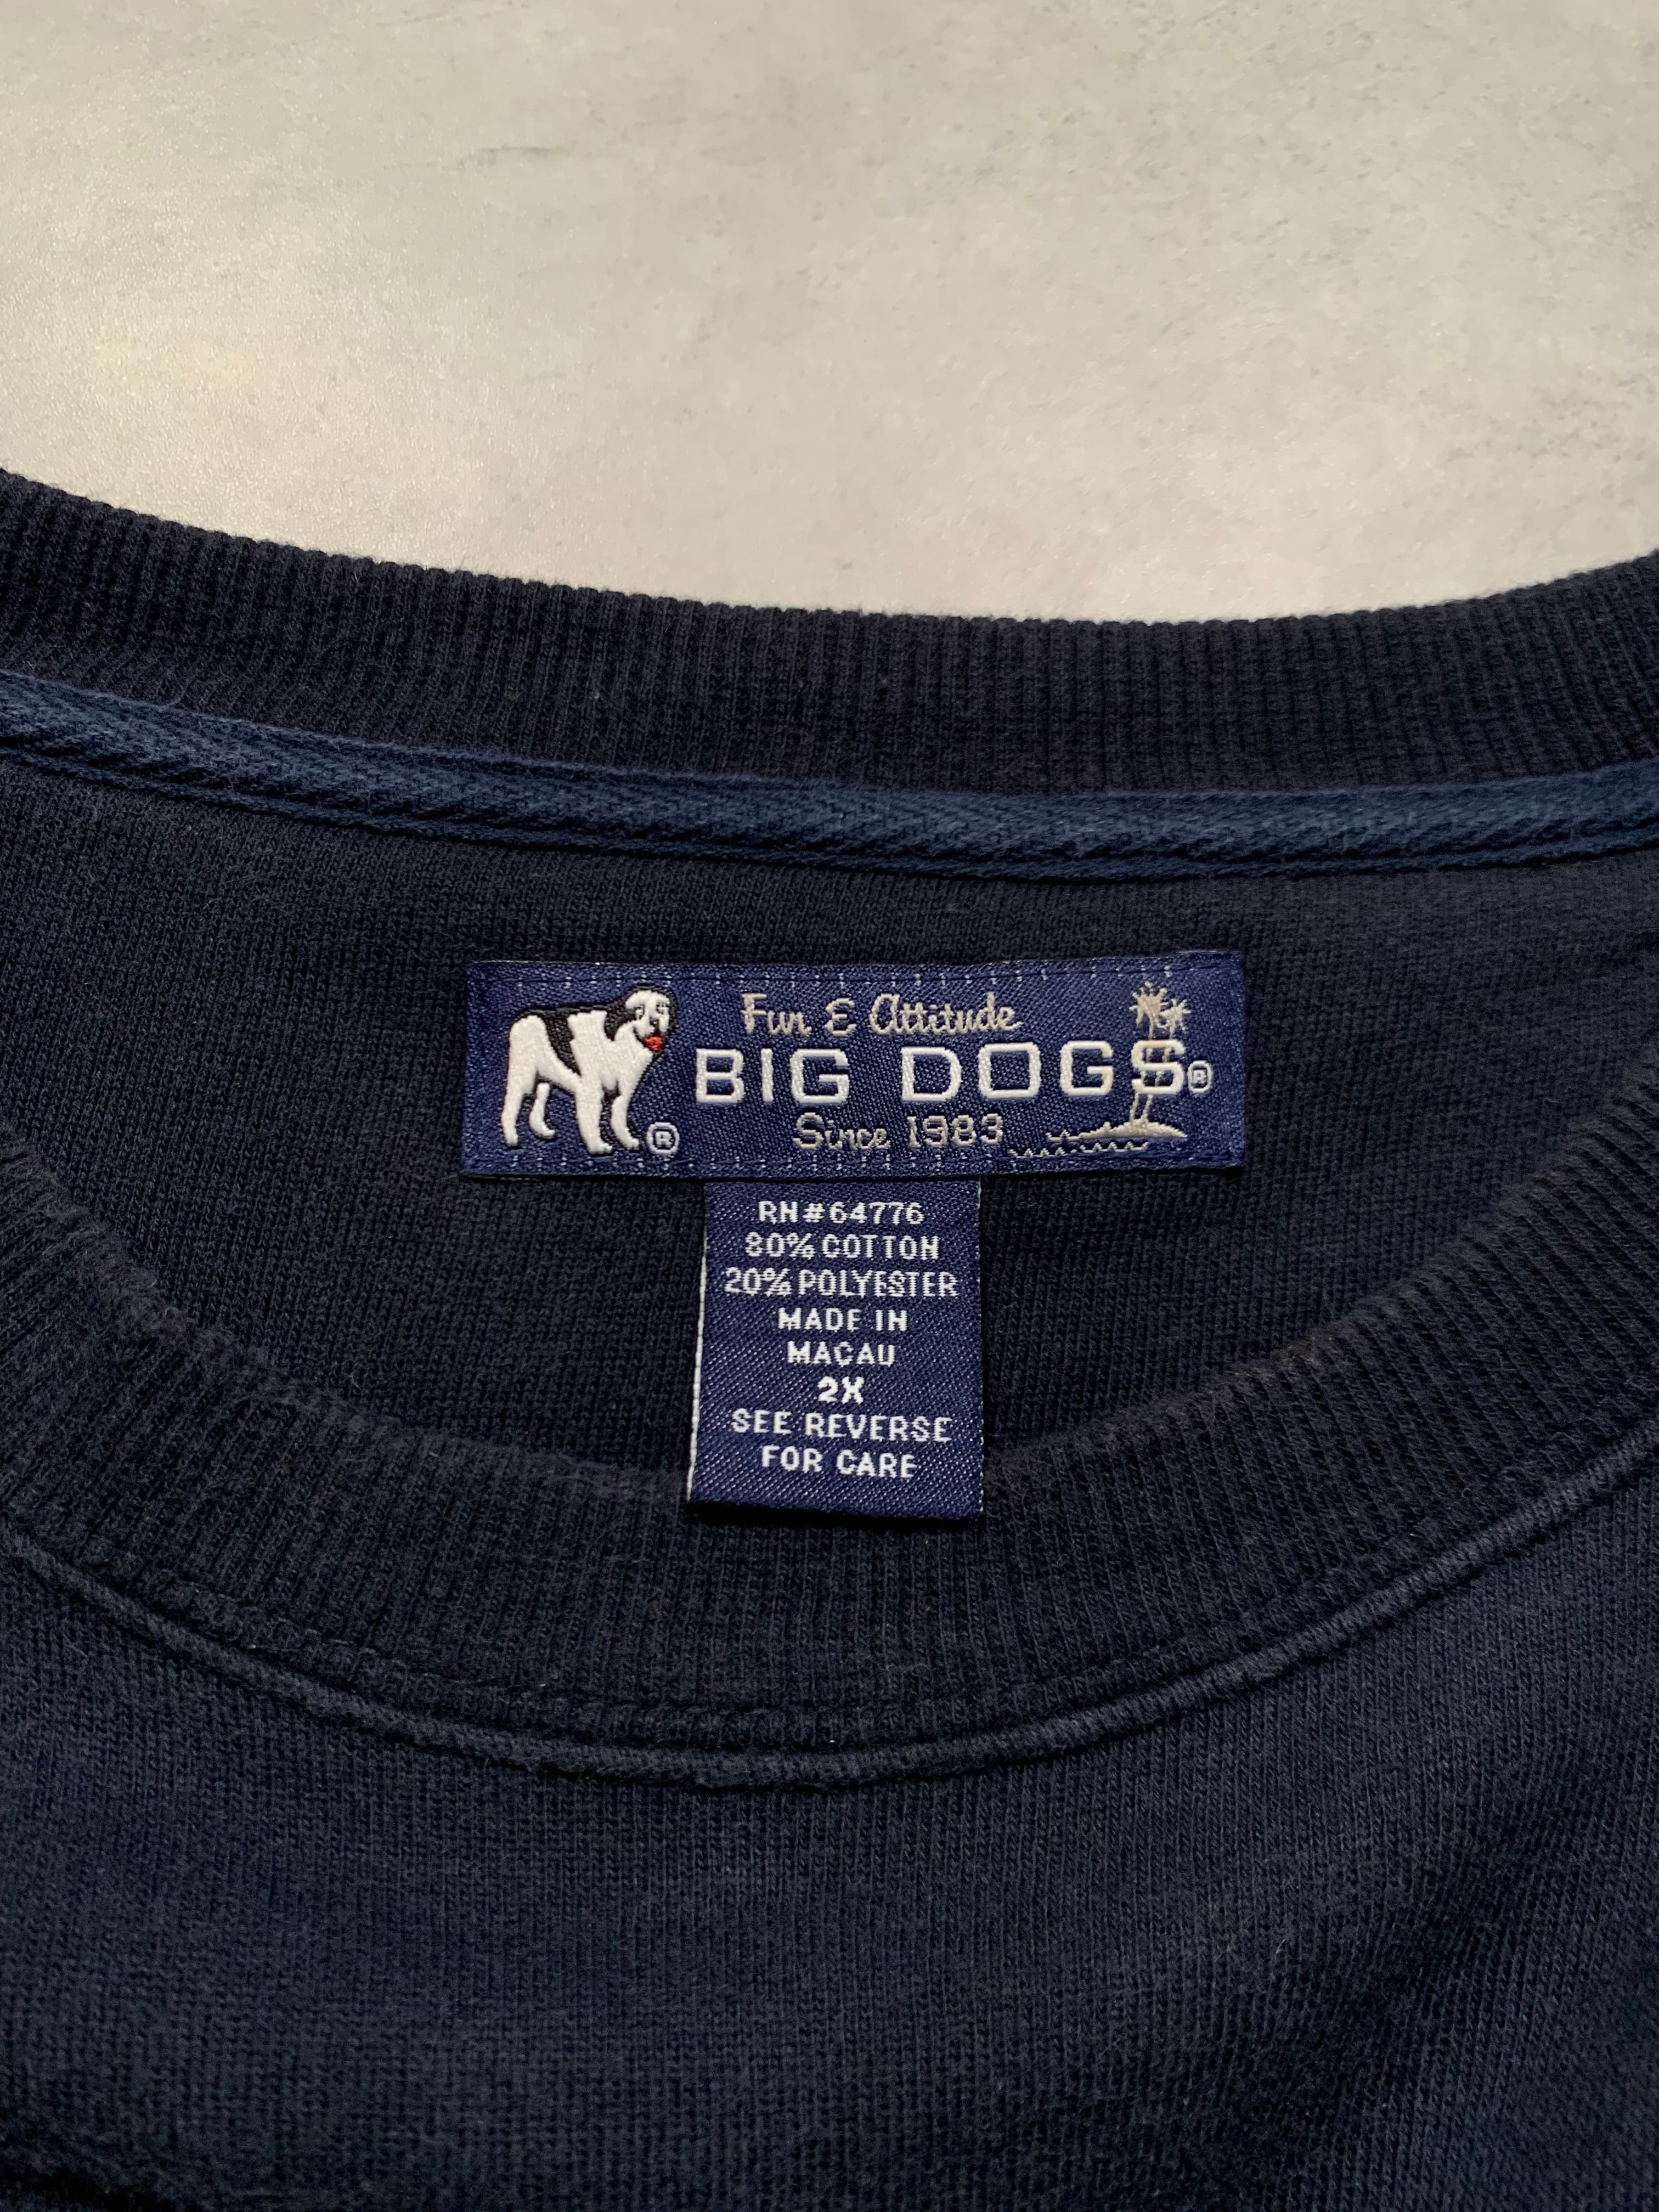 Fun & Attitude
BIG DOGS®
Since 1983
®
RN#64776
80% COTTON
20% POLYESTER
MADE IN
MACAU
2X
SEE REVERSE
FOR CARE